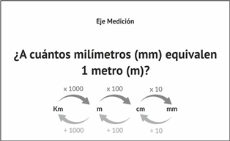 Eje Medición
¿A cuántos milímetros (mm) equivalen
1 metro (m)?
x 1000 x 100 x 10
Km m cm mm
÷ 1000 ÷ 100 ÷ 10